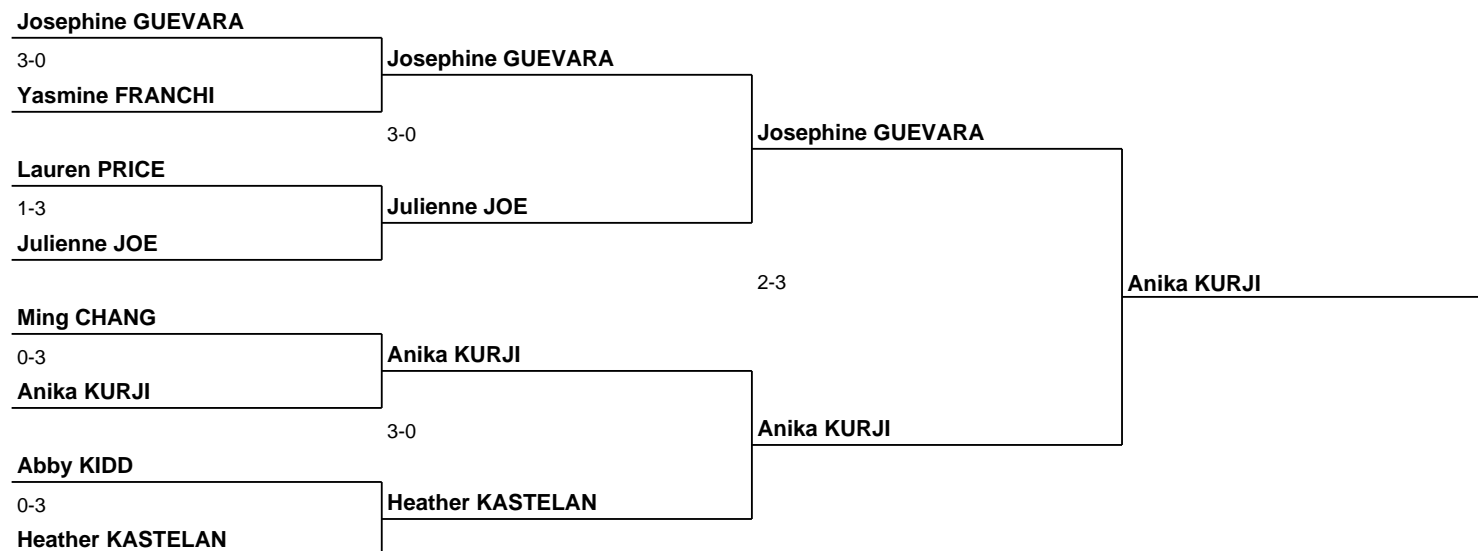 Josephine GUEVARA
3-0
Josephine GUEVARA
Yasmine FRANCHI
3-0
Josephine GUEVARA
Lauren PRICE
1-3
Julienne JOE
Julienne JOE
2-3
Anika KURJI
Ming CHANG
0-3
Anika KURJI
Anika KURJI
3-0
Anika KURJI
Abby KIDD
0-3
Heather KASTELAN
Heather KASTELAN